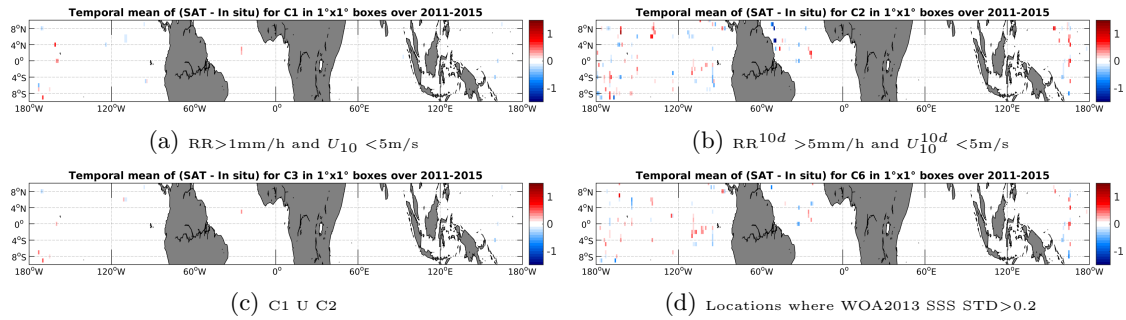 Temporal mean of (SAT - In situ) for C1 in 1°x1° boxes over 2011-2015
8°N
4°N
0°
4°S
8°S
180°W 120°W 60°W 0° 60°E 120°E 180°W
1
0
-1
(a) RR>1mm/h and U10 <5m/s
Temporal mean of (SAT - In situ) for C2 in 1°x1° boxes over 2011-2015
8°N
4°N
0°
4°S
8°S
180°W 120°W 60°W 0° 60°E 120°E 180°W
1
0
-1
(b) RR^10d >5mm/h and U10^10d <5m/s
Temporal mean of (SAT - In situ) for C3 in 1°x1° boxes over 2011-2015
8°N
4°N
0°
4°S
8°S
180°W 120°W 60°W 0° 60°E 120°E 180°W
1
0
-1
(c) C1 U C2
Temporal mean of (SAT - In situ) for C6 in 1°x1° boxes over 2011-2015
8°N
4°N
0°
4°S
8°S
180°W 120°W 60°W 0° 60°E 120°E 180°W
1
0
-1
(d) Locations where WOA2013 SSS STD>0.2